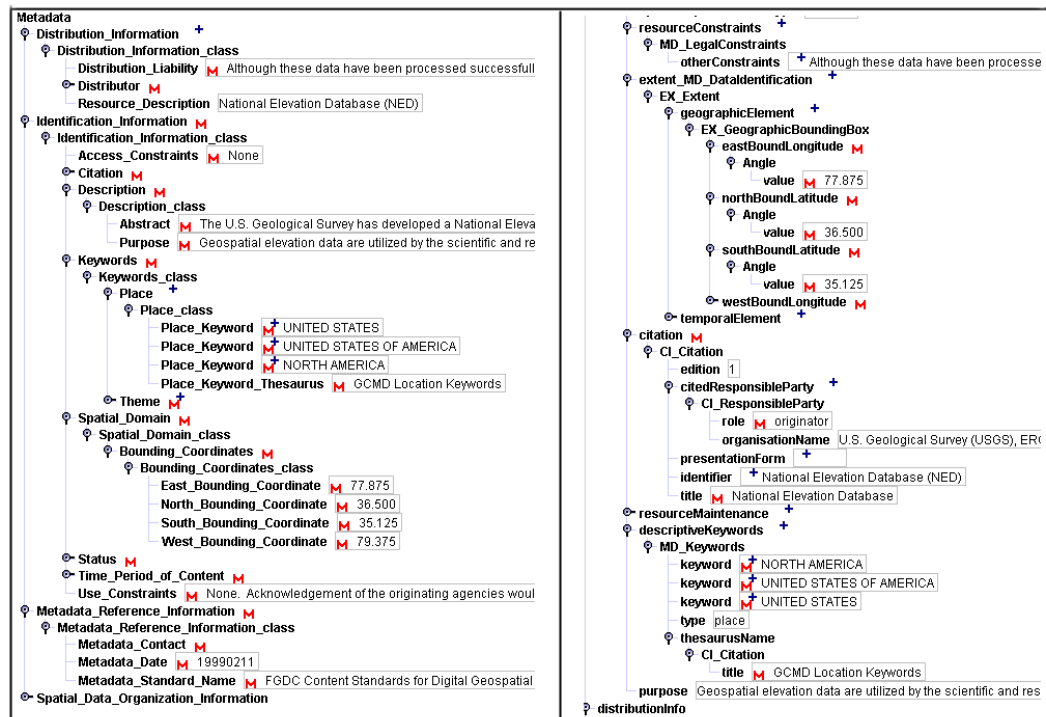 Metadata
Distribution_Information +
Distribution_Information_class
Distribution_Liability M Although these data have been processed successfull
Distributor M
Resource_Description National Elevation Database (NED)
Identification_Information M
Identification_Information_class
Access_Constraints M None
Citation M
Description M
Description_class
Abstract M The U.S. Geological Survey has developed a National Eleva
Purpose M Geospatial elevation data are utilized by the scientific and re
Keywords M
Keywords_class
Place +
Place_class
Place_Keyword M+ UNITED STATES
Place_Keyword M+ UNITED STATES OF AMERICA
Place_Keyword M+ NORTH AMERICA
Place_Keyword_Thesaurus M GCMD Location Keywords
Theme M+
Spatial_Domain M
Spatial_Domain_class
Bounding_Coordinates M
Bounding_Coordinates_class
East_Bounding_Coordinate M 77.875
North_Bounding_Coordinate M 36.500
South_Bounding_Coordinate M 35.125
West_Bounding_Coordinate M 79.375
Status M
Time_Period_of_Content M
Use_Constraints M None. Acknowledgement of the originating agencies woul
Metadata_Reference_Information M
Metadata_Reference_Information_class
Metadata_Contact M
Metadata_Date M 19990211
Metadata_Standard_Name M FGDC Content Standards for Digital Geospatial
Spatial_Data_Organization_Information
resourceConstraints +
MD_LegalConstraints
otherConstraints + Although these data have been processe
extent_MD_DataIdentification +
EX_Extent
geographicElement +
EX_GeographicBoundingBox
eastBoundLongitude M
Angle
value M 77.875
northBoundLatitude M
Angle
value M 36.500
southBoundLatitude M
Angle
value M 35.125
westBoundLongitude M
temporalElement +
citation M
CI_Citation
edition 1
citedResponsibleParty +
CI_ResponsibleParty
role M originator
organisationName U.S. Geological Survey (USGS), ERC
presentationForm +
identifier + National Elevation Database (NED)
title M National Elevation Database
resourceMaintenance +
descriptiveKeywords +
MD_Keywords
keyword M+ NORTH AMERICA
keyword M+ UNITED STATES OF AMERICA
keyword M+ UNITED STATES
type place
thesaurusName
CI_Citation
title M GCMD Location Keywords
purpose Geospatial elevation data are utilized by the scientific and res
distributionInfo